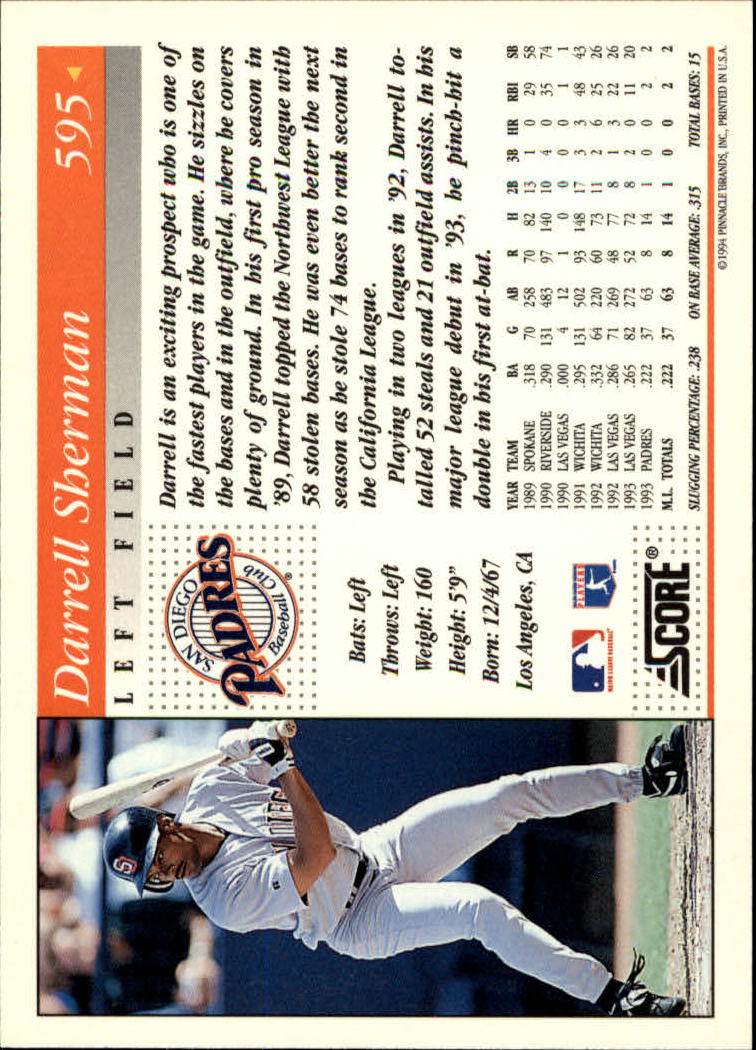 Darrell Sherman 595
LEFT FIELD
SAN DIEGO
PADRES
Baseball Club
®
Bats: Left
Throws: Left
Weight: 160
Height: 5'9"
Born: 12/4/67
Los Angeles, CA
MAJOR LEAGUE BASEBALL
PLAYERS
SCORE®
Darrell is an exciting prospect who is one of
the fastest players in the game. He sizzles on
the bases and in the outfield, where he covers
plenty of ground. In his first pro season in
'89, Darrell topped the Northwest League with
58 stolen bases. He was even better the next
season as he stole 74 bases to rank second in
the California League.
Playing in two leagues in '92, Darrell to-
talled 52 steals and 21 outfield assists. In his
major league debut in '93, he pinch-hit a
double in his first at-bat.
YEAR TEAM BA G AB R H 2B 3B HR RBI SB
1989 SPOKANE .318 70 258 70 82 13 1 0 29 58
1990 RIVERSIDE .290 131 483 97 140 10 4 0 35 74
1990 LAS VEGAS .000 4 12 1 0 0 0 0 1 1
1991 WICHITA .295 131 502 93 148 17 3 3 48 43
1992 WICHITA .332 64 220 60 73 11 2 6 25 26
1992 LAS VEGAS .286 71 269 48 77 8 1 3 22 26
1993 LAS VEGAS .265 82 272 52 72 8 2 0 11 20
1993 PADRES .222 37 63 8 14 1 0 0 2 2
M.L. TOTALS .222 37 63 8 14 1 0 0 2 2
SLUGGING PERCENTAGE: .238 ON BASE AVERAGE: .315 TOTAL BASES: 15
©1994 PINNACLE BRANDS, INC., PRINTED IN U.S.A.